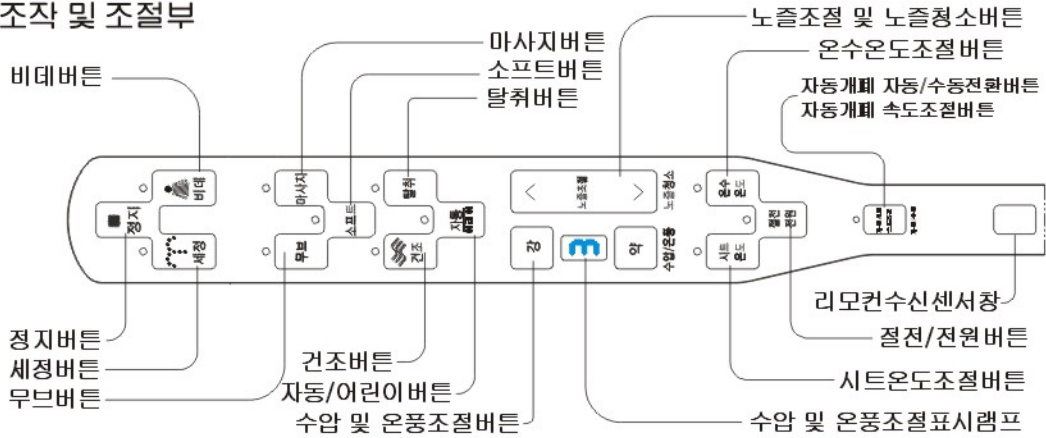 조작 및 조절부
비데버튼
마사지버튼
소프트버튼
탈취버튼
노즐조절 및 노즐청소버튼
온수온도조절버튼
자동개폐 자동/수동전환버튼
자동개폐 속도조절버튼
정지
비데
세정
마사지
무브
소프트
탈취
건조
자동
노즐조절
노즐청소
강
3
약
수압/온풍
온수
온도
시트
온도
절전
전원
정지버튼
세정버튼
무브버튼
건조버튼
자동/어린이버튼
수압 및 온풍조절버튼
리모컨수신센서창
절전/전원버튼
시트온도조절버튼
수압 및 온풍조절표시램프